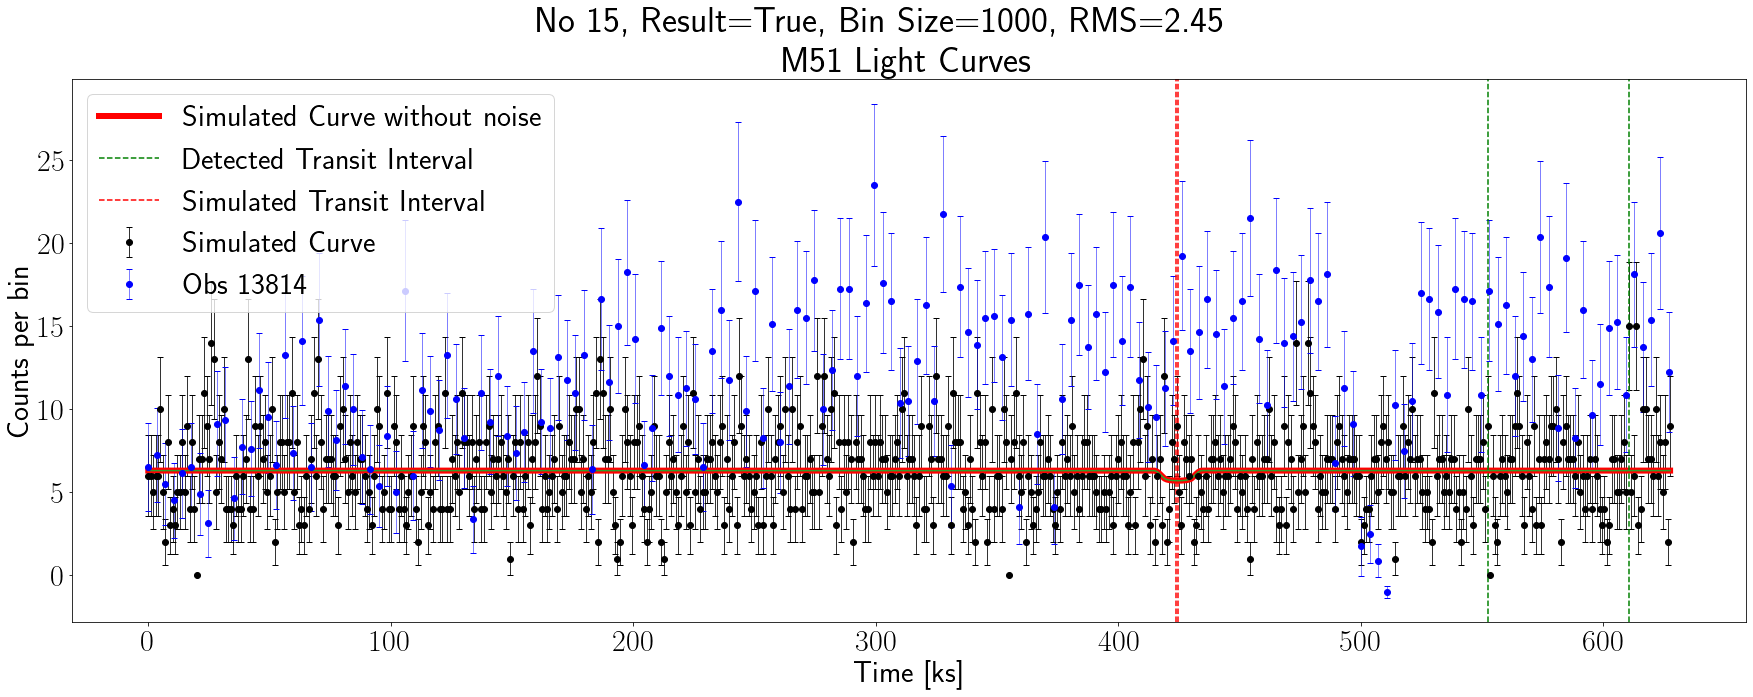 No 15, Result=True, Bin Size=1000, RMS=2.45
M51 Light Curves
Simulated Curve without noise
Detected Transit Interval
Simulated Transit Interval
Simulated Curve
Obs 13814
Counts per bin
25
20
15
10
5
0
0 100 200 300 400 500 600
Time [ks]